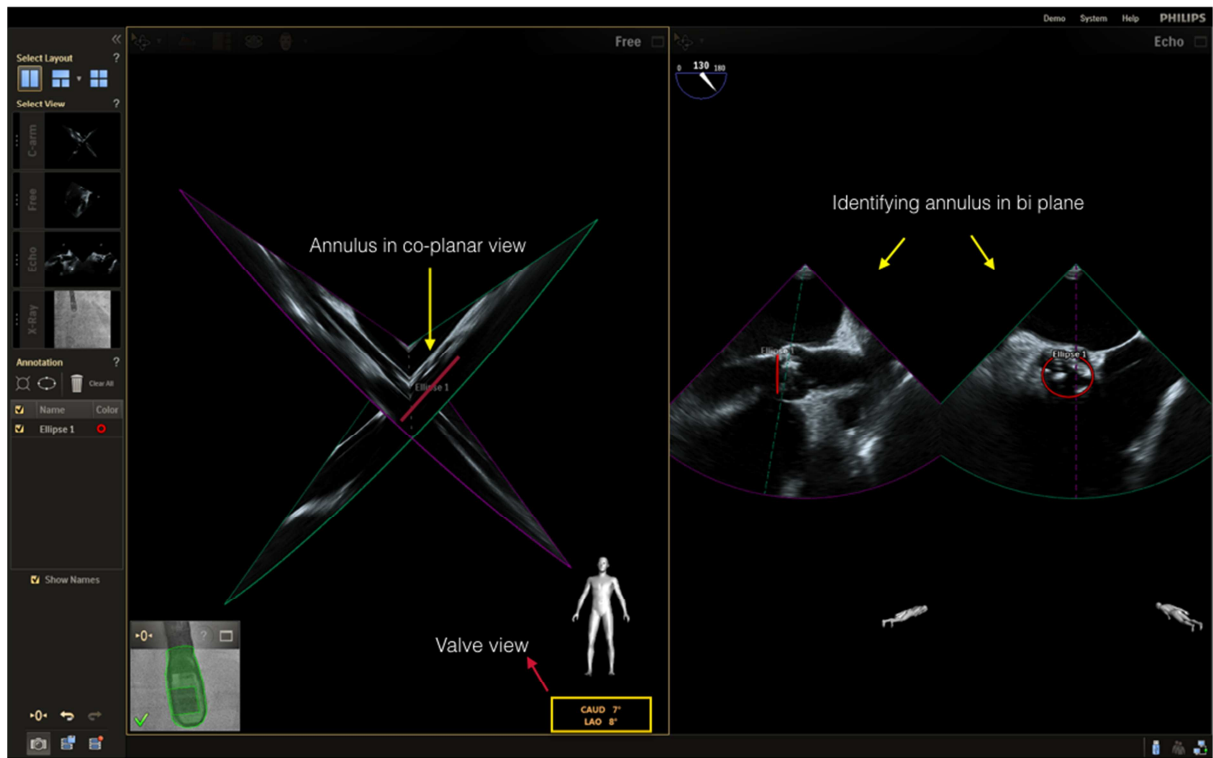 Demo System Help PHILIPS
Select Layout ?
Select View ?
C-arm
Free
Echo
X-Ray
Annotation ?
Clear All
Name Color
Ellipse 1
Show Names
Free
Annulus in co-planar view
Ellipse 1
Valve view
CAUD 7°
LAO 8°
0
?
0
Echo
0 130 180
Identifying annulus in bi plane
Ellipse 1